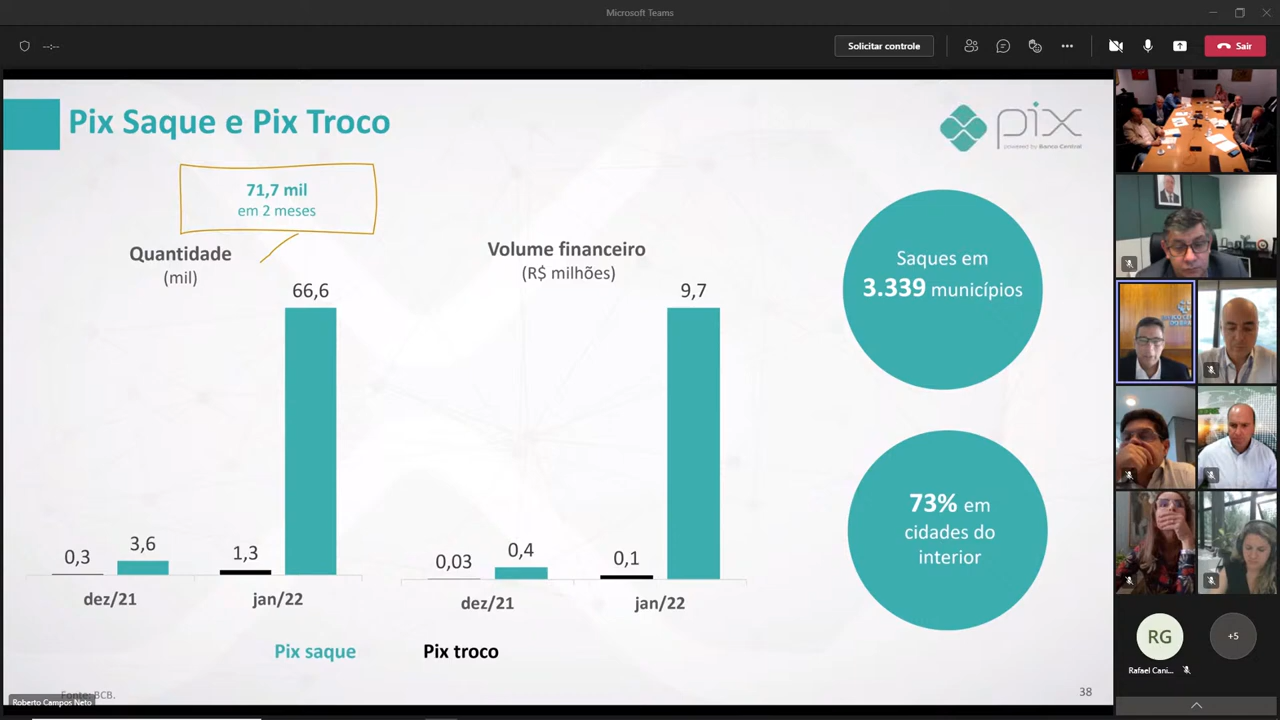 Microsoft Teams
--:--
Solicitar controle
Sair
Pix Saque e Pix Troco
pix
powered by Banco Central
71,7 mil
em 2 meses
Quantidade
(mil)
Volume financeiro
(R$ milhões)
66,6
9,7
0,3
3,6
1,3
0,03
0,4
0,1
dez/21
jan/22
dez/21
jan/22
Pix saque
Pix troco
Saques em
3.339 municípios
73% em
cidades do
interior
Fonte: BCB.
38
Roberto Campos Neto
RG
+5
Rafael Cani...